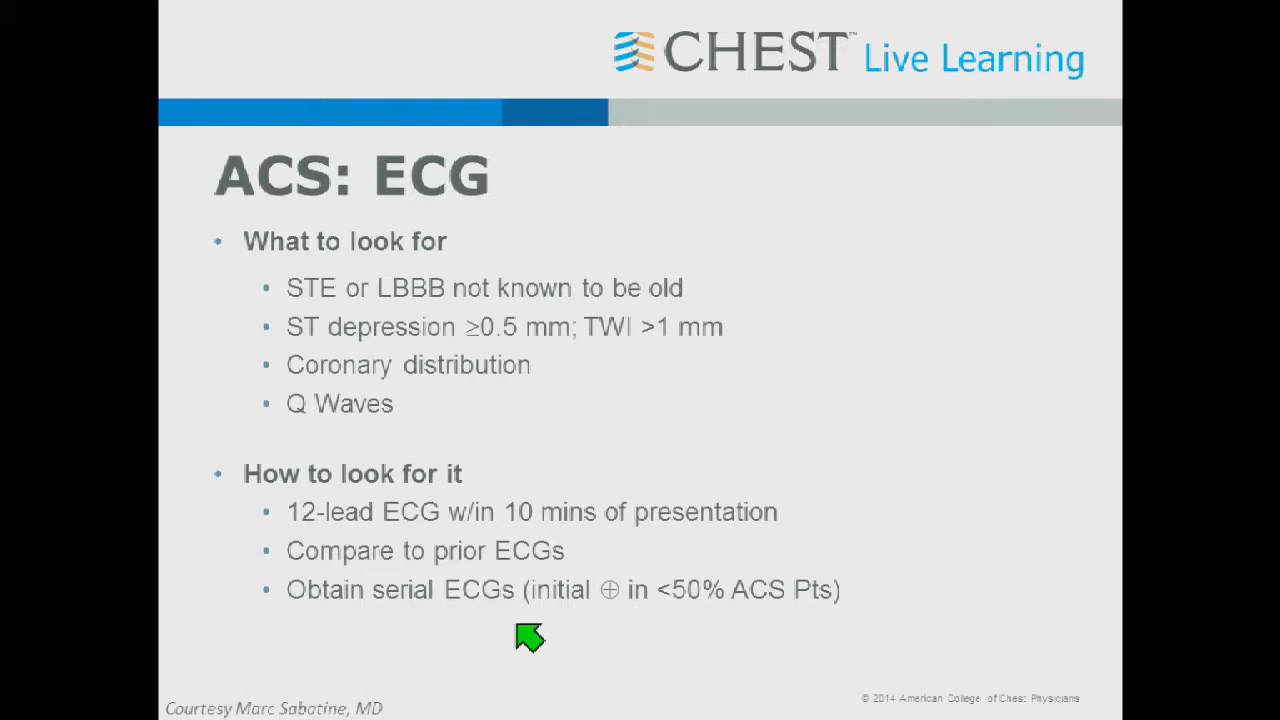 CHEST™ Live Learning
ACS: ECG
• What to look for
• STE or LBBB not known to be old
• ST depression ≥0.5 mm; TWI >1 mm
• Coronary distribution
• Q Waves
• How to look for it
• 12-lead ECG w/in 10 mins of presentation
• Compare to prior ECGs
• Obtain serial ECGs (initial ⊕ in <50% ACS Pts)
© 2014 American College of Chest Physicians
Courtesy Marc Sabatine, MD